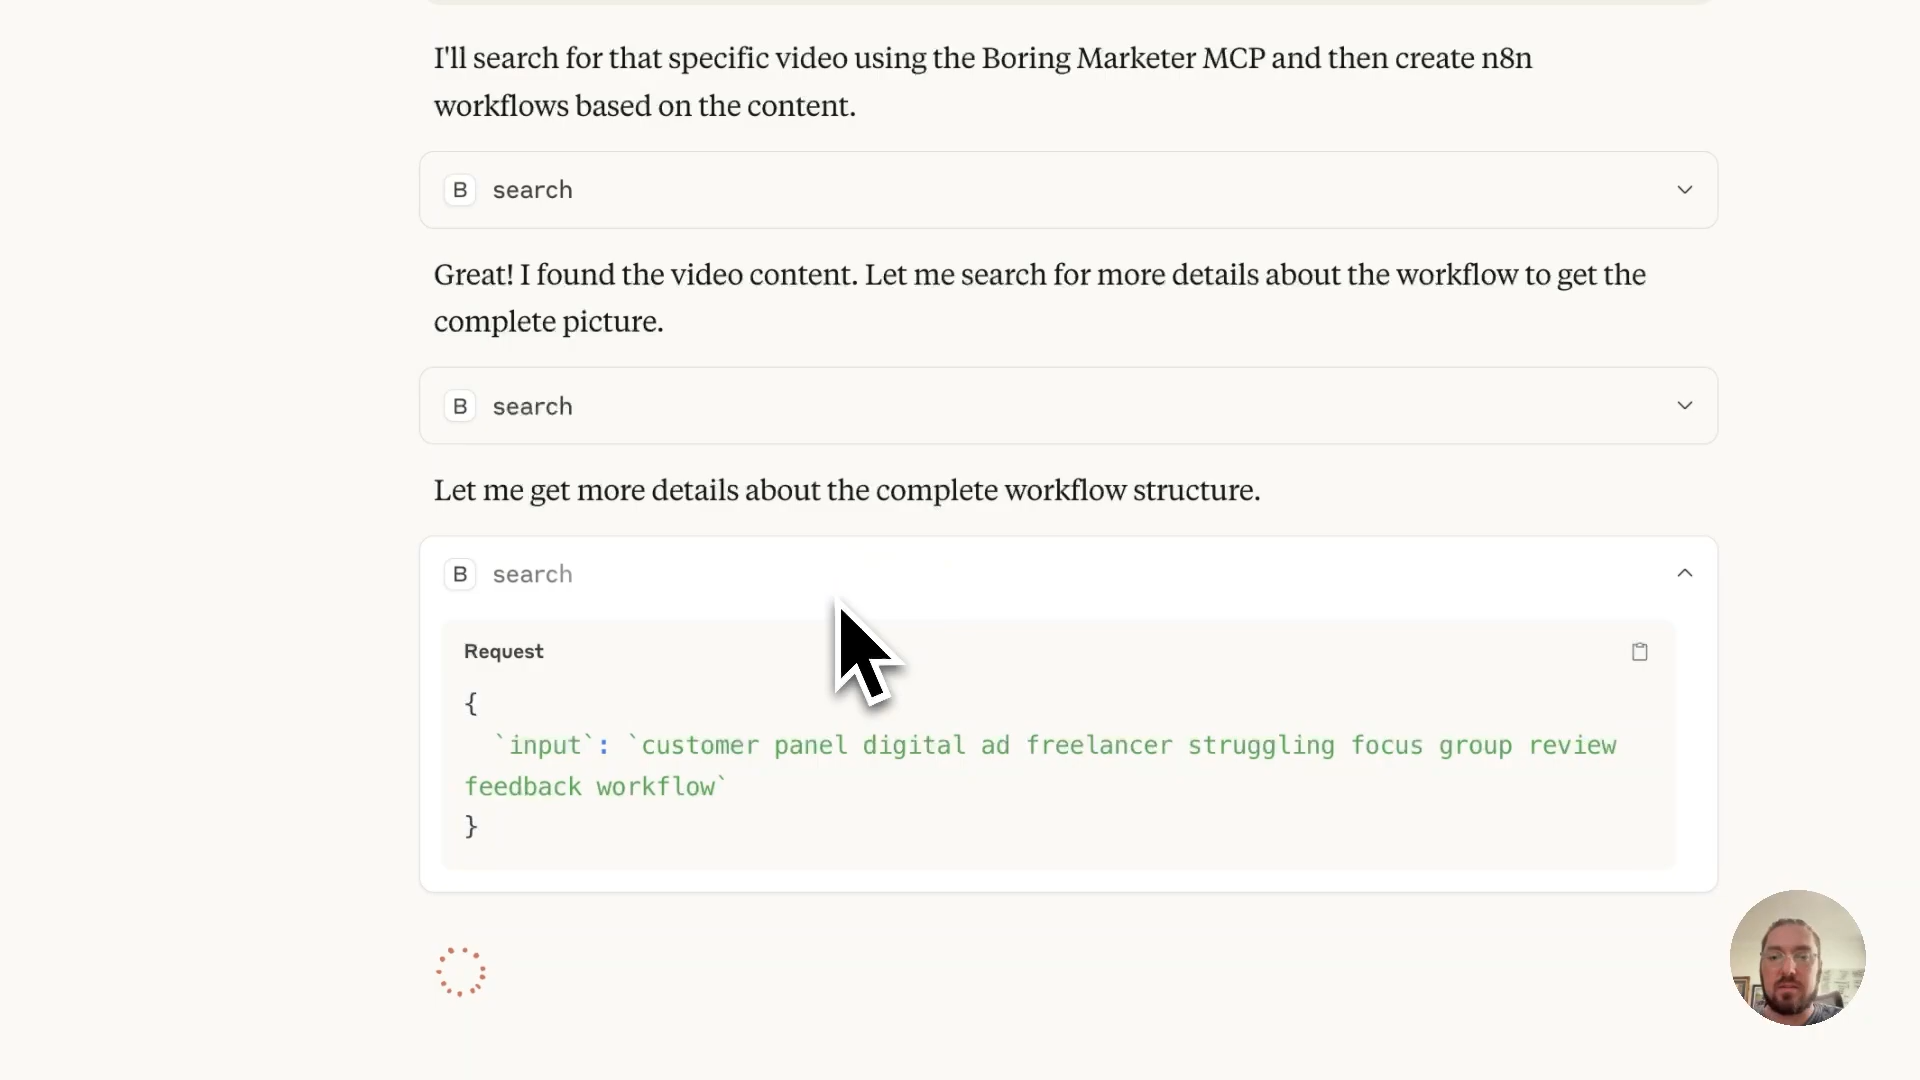 I'll search for that specific video using the Boring Marketer MCP and then create n8n
workflows based on the content.
B search
Great! I found the video content. Let me search for more details about the workflow to get the
complete picture.
B search
Let me get more details about the complete workflow structure.
B search
Request
{
`input`: `customer panel digital ad freelancer struggling focus group review
feedback workflow`
}